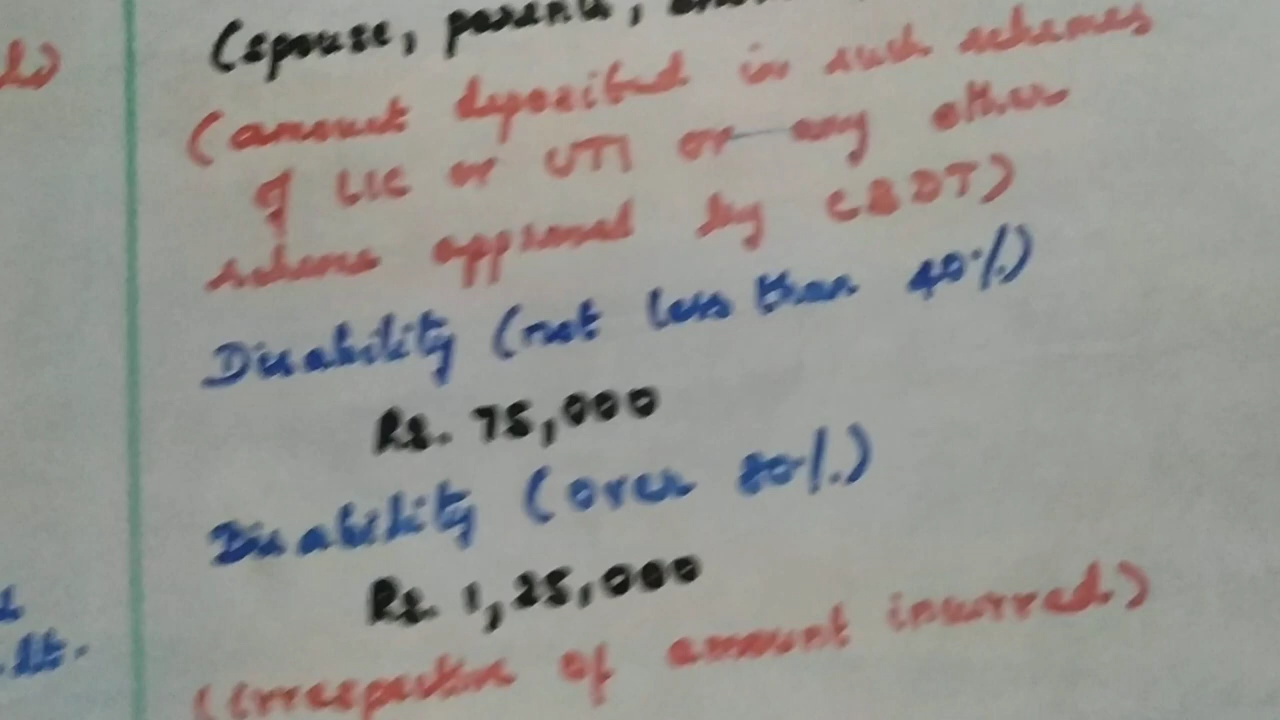 (spouse, parents,
(amount deposited in such schemes
of LIC or UTI or any other
scheme approved by CBDT)
Disability (not less than 40%)
Rs. 75,000
Disability (over 80%)
Rs. 1,25,000
(irrespective of amount incurred)